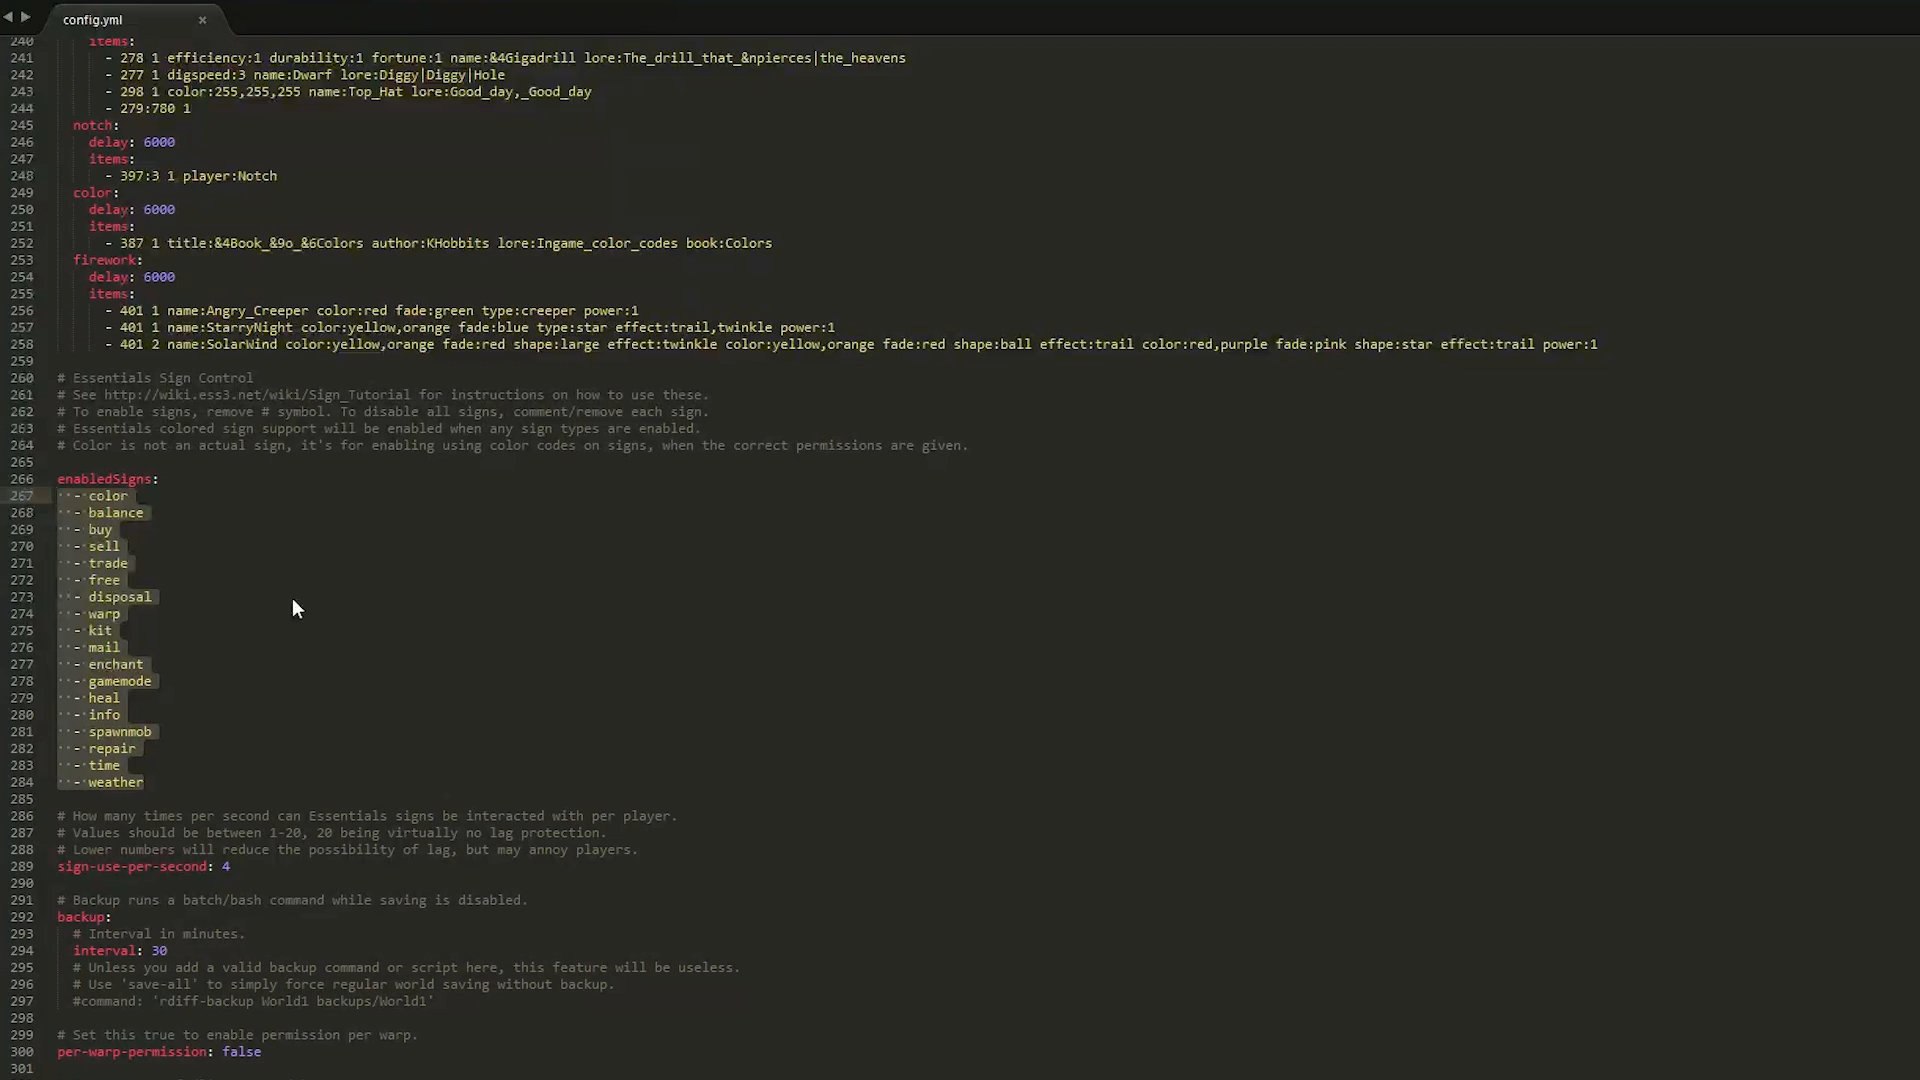 config.yml ×
240 items:
241 - 278 1 efficiency:1 durability:1 fortune:1 name:&4Gigadrill lore:The_drill_that_&npierces|the_heavens
242 - 277 1 digspeed:3 name:Dwarf lore:Diggy|Diggy|Hole
243 - 298 1 color:255,255,255 name:Top_Hat lore:Good_day,_Good_day
244 - 279:780 1
245 notch:
246 delay: 6000
247 items:
248 - 397:3 1 player:Notch
249 color:
250 delay: 6000
251 items:
252 - 387 1 title:&4Book_&9o_&6Colors author:KHobbits lore:Ingame_color_codes book:Colors
253 firework:
254 delay: 6000
255 items:
256 - 401 1 name:Angry_Creeper color:red fade:green type:creeper power:1
257 - 401 1 name:StarryNight color:yellow,orange fade:blue type:star effect:trail,twinkle power:1
258 - 401 2 name:SolarWind color:yellow,orange fade:red shape:large effect:twinkle color:yellow,orange fade:red shape:ball effect:trail color:red,purple fade:pink shape:star effect:trail power:1
259
260 # Essentials Sign Control
261 # See http://wiki.ess3.net/wiki/Sign_Tutorial for instructions on how to use these.
262 # To enable signs, remove # symbol. To disable all signs, comment/remove each sign.
263 # Essentials colored sign support will be enabled when any sign types are enabled.
264 # Color is not an actual sign, it's for enabling using color codes on signs, when the correct permissions are given.
265
266 enabledSigns:
267 - color
268 - balance
269 - buy
270 - sell
271 - trade
272 - free
273 - disposal
274 - warp
275 - kit
276 - mail
277 - enchant
278 - gamemode
279 - heal
280 - info
281 - spawnmob
282 - repair
283 - time
284 - weather
285
286 # How many times per second can Essentials signs be interacted with per player.
287 # Values should be between 1-20, 20 being virtually no lag protection.
288 # Lower numbers will reduce the possibility of lag, but may annoy players.
289 sign-use-per-second: 4
290
291 # Backup runs a batch/bash command while saving is disabled.
292 backup:
293 # Interval in minutes.
294 interval: 30
295 # Unless you add a valid backup command or script here, this feature will be useless.
296 # Use 'save-all' to simply force regular world saving without backup.
297 #command: 'rdiff-backup World1 backups/World1'
298
299 # Set this true to enable permission per warp.
300 per-warp-permission: false
301